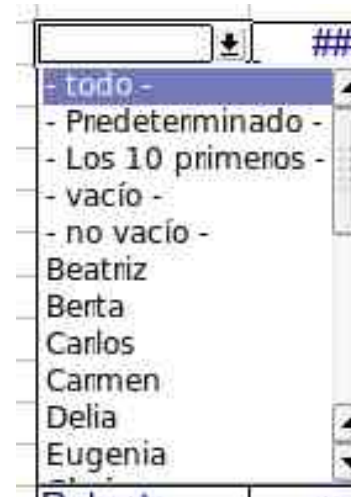 ##
- todo -
- Predeterminado -
- Los 10 primeros -
- vacío -
- no vacío -
Beatriz
Berta
Carlos
Carmen
Delia
Eugenia